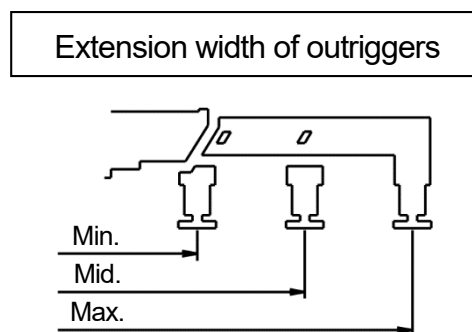 Extension width of outriggers
Min.
Mid.
Max.